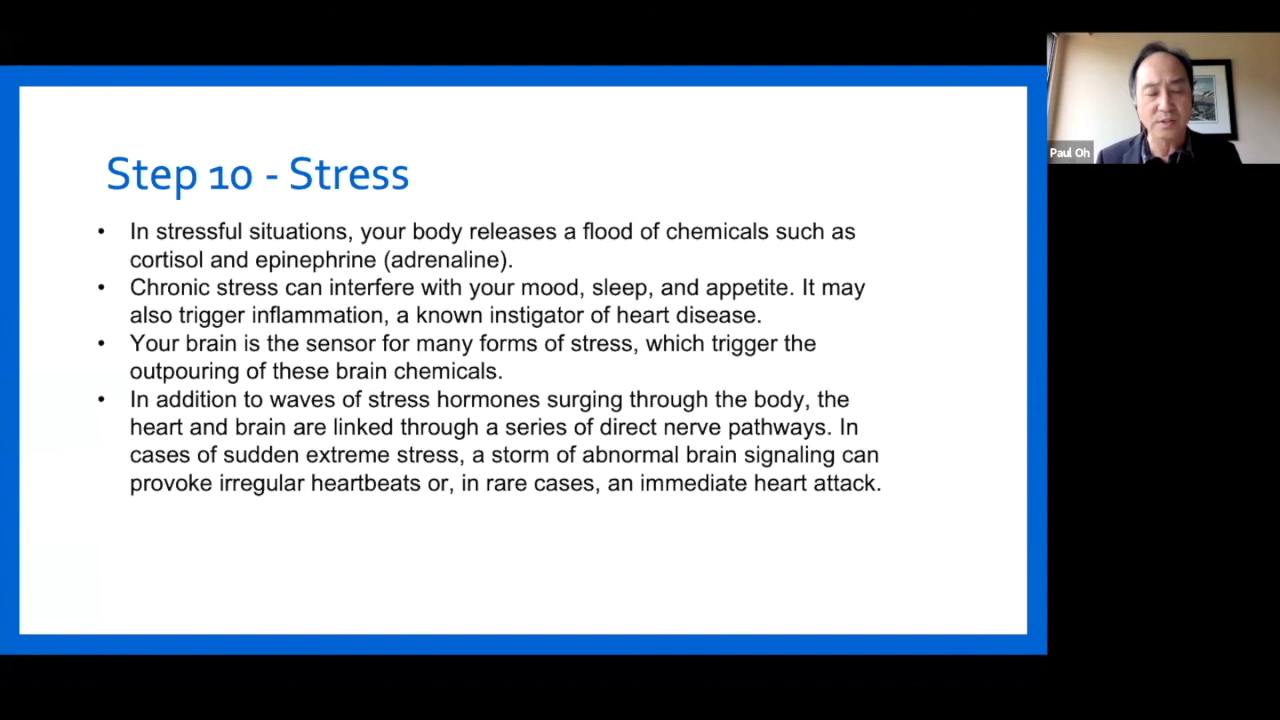 Step 10 - Stress
• In stressful situations, your body releases a flood of chemicals such as
cortisol and epinephrine (adrenaline).
• Chronic stress can interfere with your mood, sleep, and appetite. It may
also trigger inflammation, a known instigator of heart disease.
• Your brain is the sensor for many forms of stress, which trigger the
outpouring of these brain chemicals.
• In addition to waves of stress hormones surging through the body, the
heart and brain are linked through a series of direct nerve pathways. In
cases of sudden extreme stress, a storm of abnormal brain signaling can
provoke irregular heartbeats or, in rare cases, an immediate heart attack.
Paul Oh